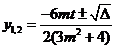 y₁,₂ = (−6mt ± √Δ) / (2(3m² + 4))